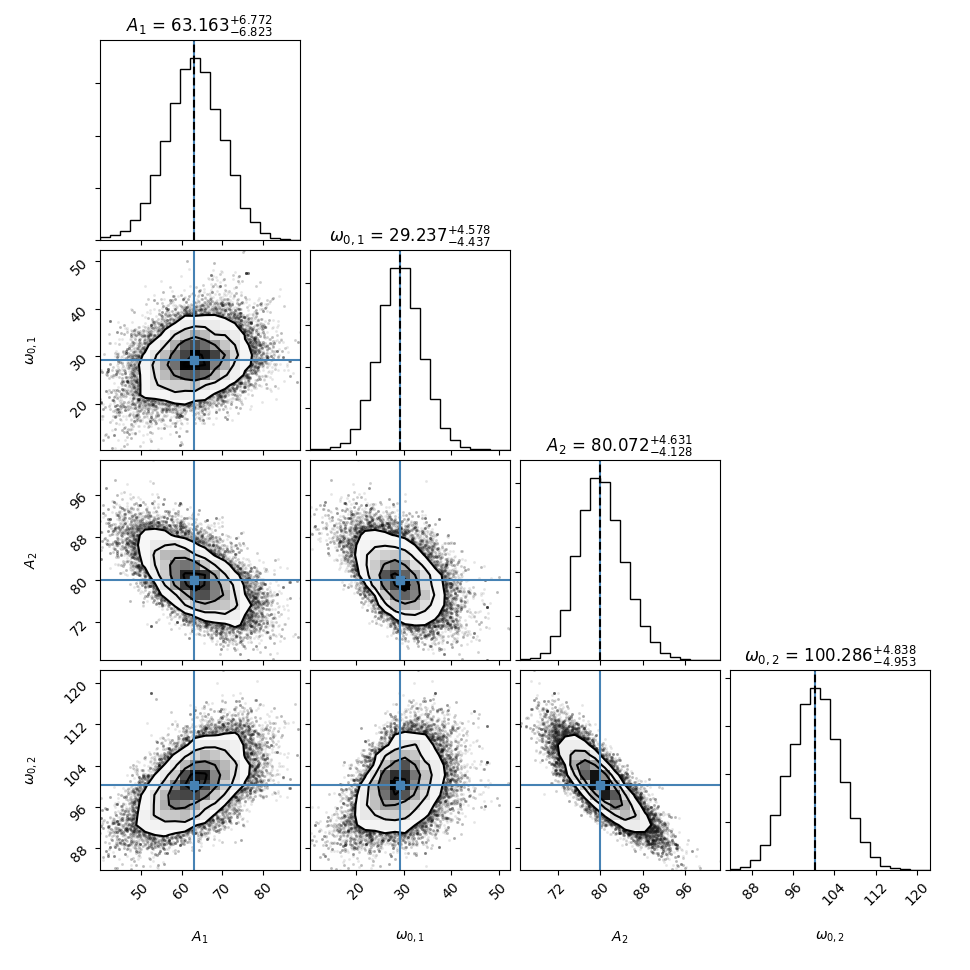 A₁ = 63.163 +6.772 −6.823
ω₀,₁ = 29.237 +4.578 −4.437
50
40
30
20
ω₀,₁
A₂ = 80.072 +4.631 −4.128
96
88
80
72
A₂
ω₀,₂ = 100.286 +4.838 −4.953
120
112
104
96
88
ω₀,₂
50 60 70 80
20 30 40 50
72 80 88 96
88 96 104 112 120
A₁ ω₀,₁ A₂ ω₀,₂